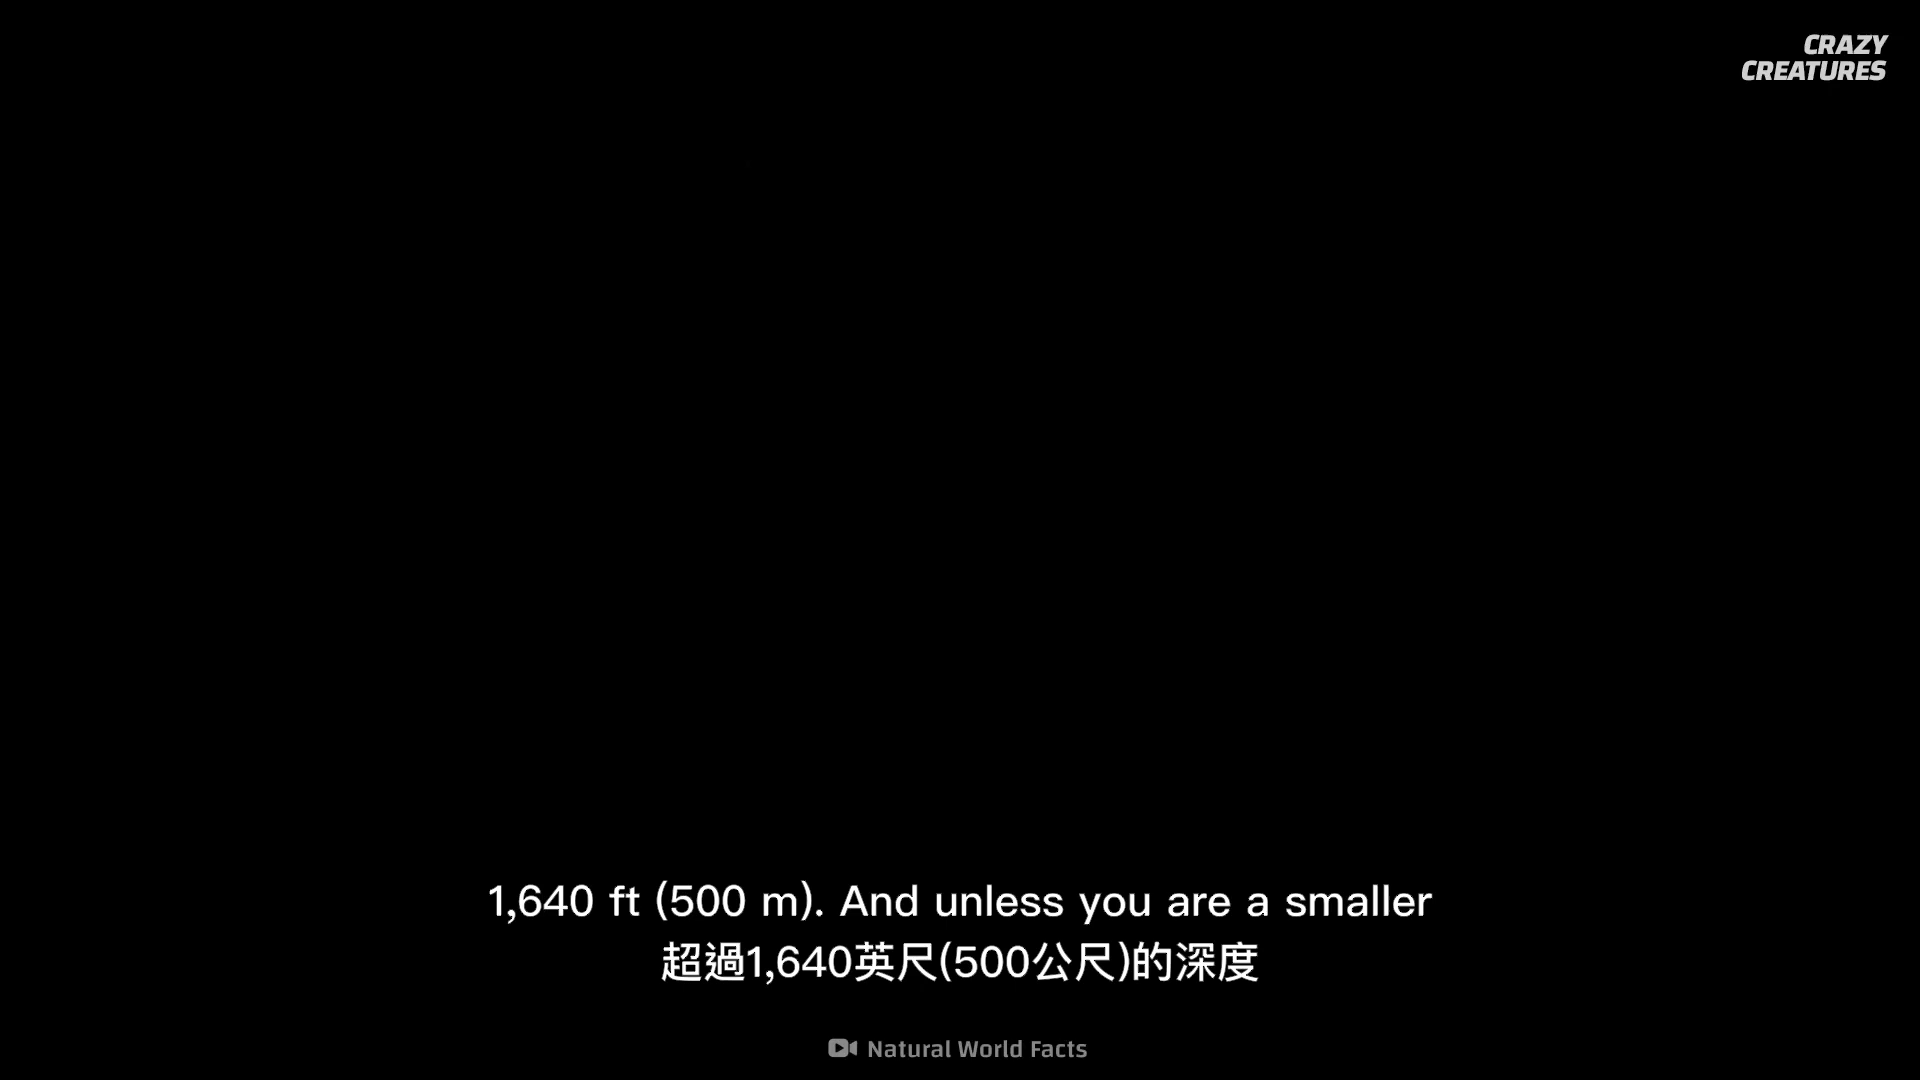 CRAZY
CREATURES
1,640 ft (500 m). And unless you are a smaller
超過1,640英尺(500公尺)的深度
Natural World Facts